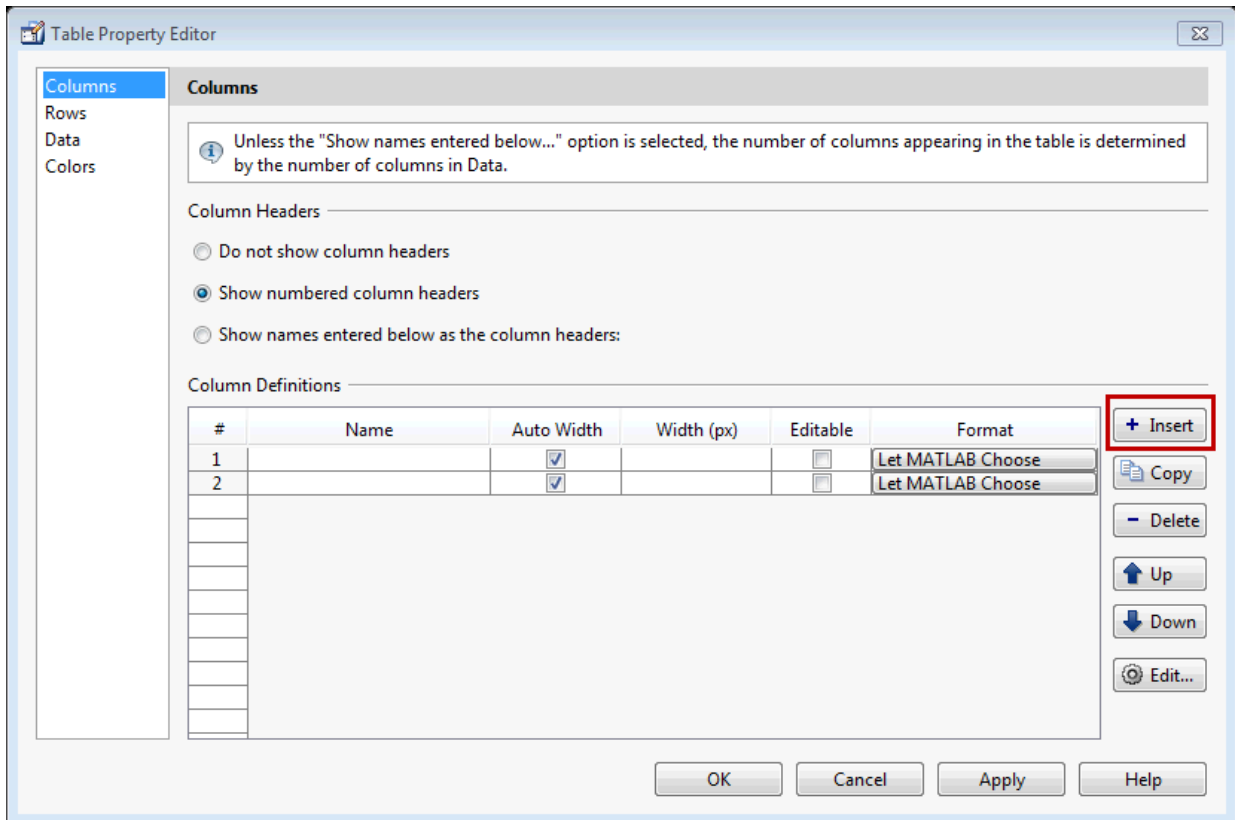 Table Property Editor
Columns
Rows
Data
Colors
Columns
Unless the "Show names entered below..." option is selected, the number of columns appearing in the table is determined
by the number of columns in Data.
Column Headers
Do not show column headers
Show numbered column headers
Show names entered below as the column headers:
Column Definitions
# Name Auto Width Width (px) Editable Format
1 Let MATLAB Choose
2 Let MATLAB Choose
+ Insert
Copy
- Delete
Up
Down
Edit...
OK Cancel Apply Help